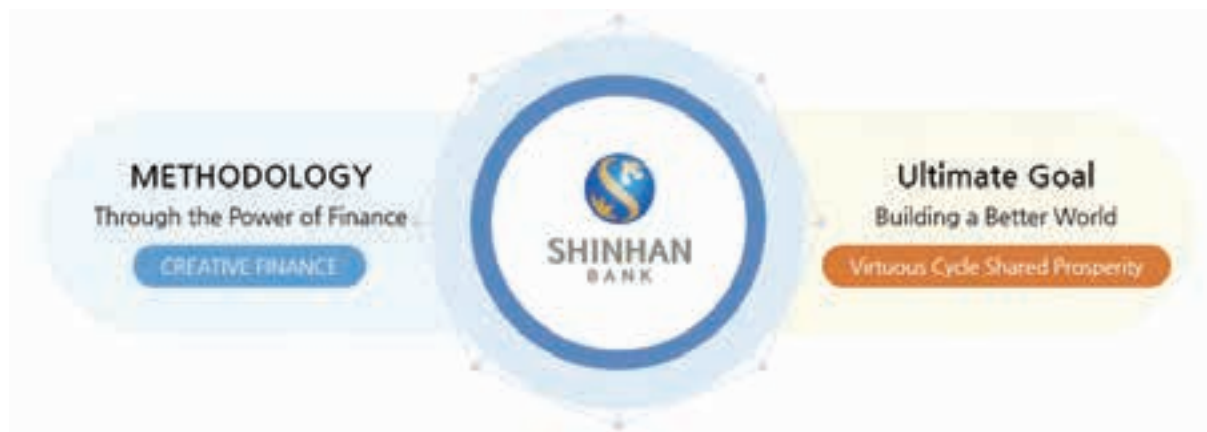 METHODOLOGY
Through the Power of Finance
CREATIVE FINANCE
SHINHAN
BANK
Ultimate Goal
Building a Better World
Virtuous Cycle Shared Prosperity